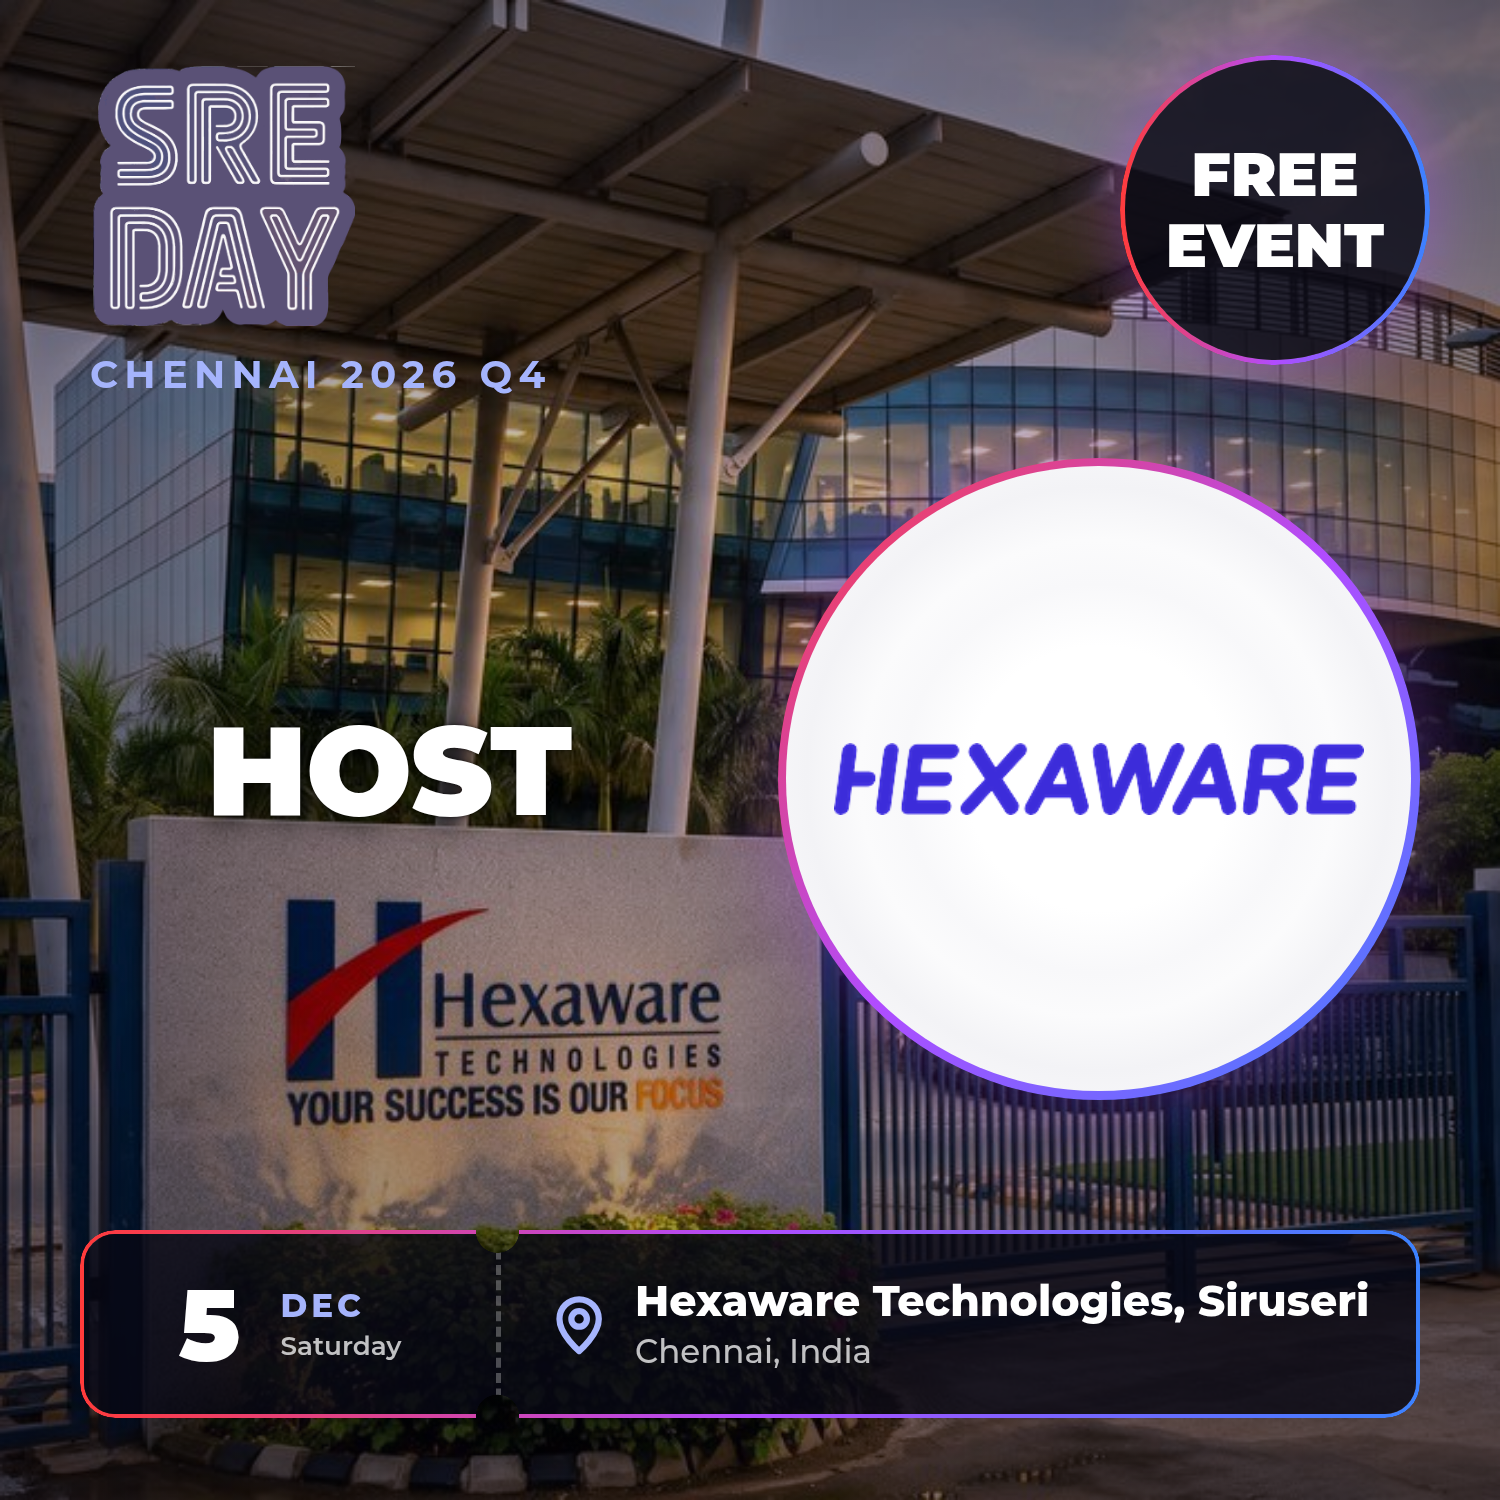 SRE
DAY
CHENNAI 2026 Q4
FREE
EVENT
HOST
HEXAWARE
Hexaware
TECHNOLOGIES
YOUR SUCCESS IS OUR FOCUS
5
DEC
Saturday
Hexaware Technologies, Siruseri
Chennai, India